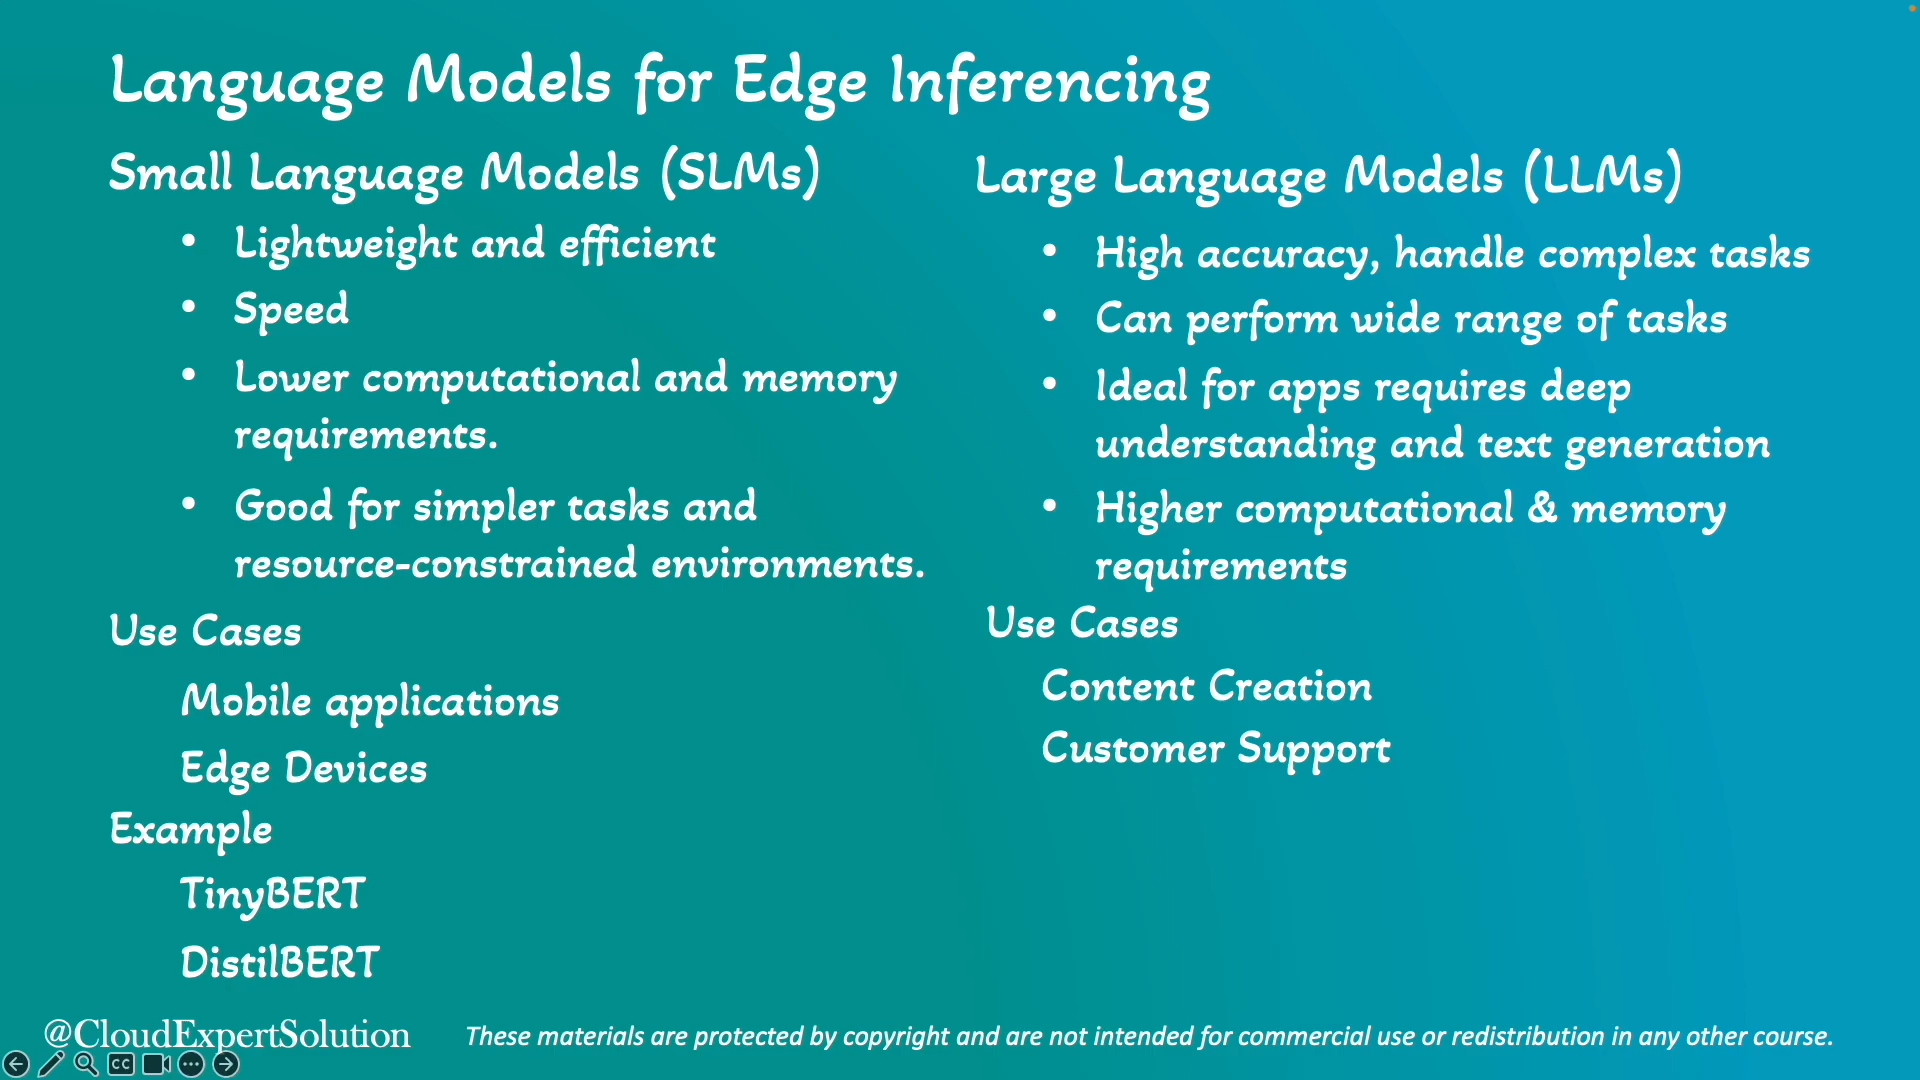 Language Models for Edge Inferencing
Small Language Models (SLMs)
• Lightweight and efficient
• Speed
• Lower computational and memory
requirements.
• Good for simpler tasks and
resource-constrained environments.
Use Cases
Mobile applications
Edge Devices
Example
TinyBERT
DistilBERT
Large Language Models (LLMs)
• High accuracy, handle complex tasks
• Can perform wide range of tasks
• Ideal for apps requires deep
understanding and text generation
• Higher computational & memory
requirements
Use Cases
Content Creation
Customer Support
@CloudExpertSolution
These materials are protected by copyright and are not intended for commercial use or redistribution in any other course.
CC